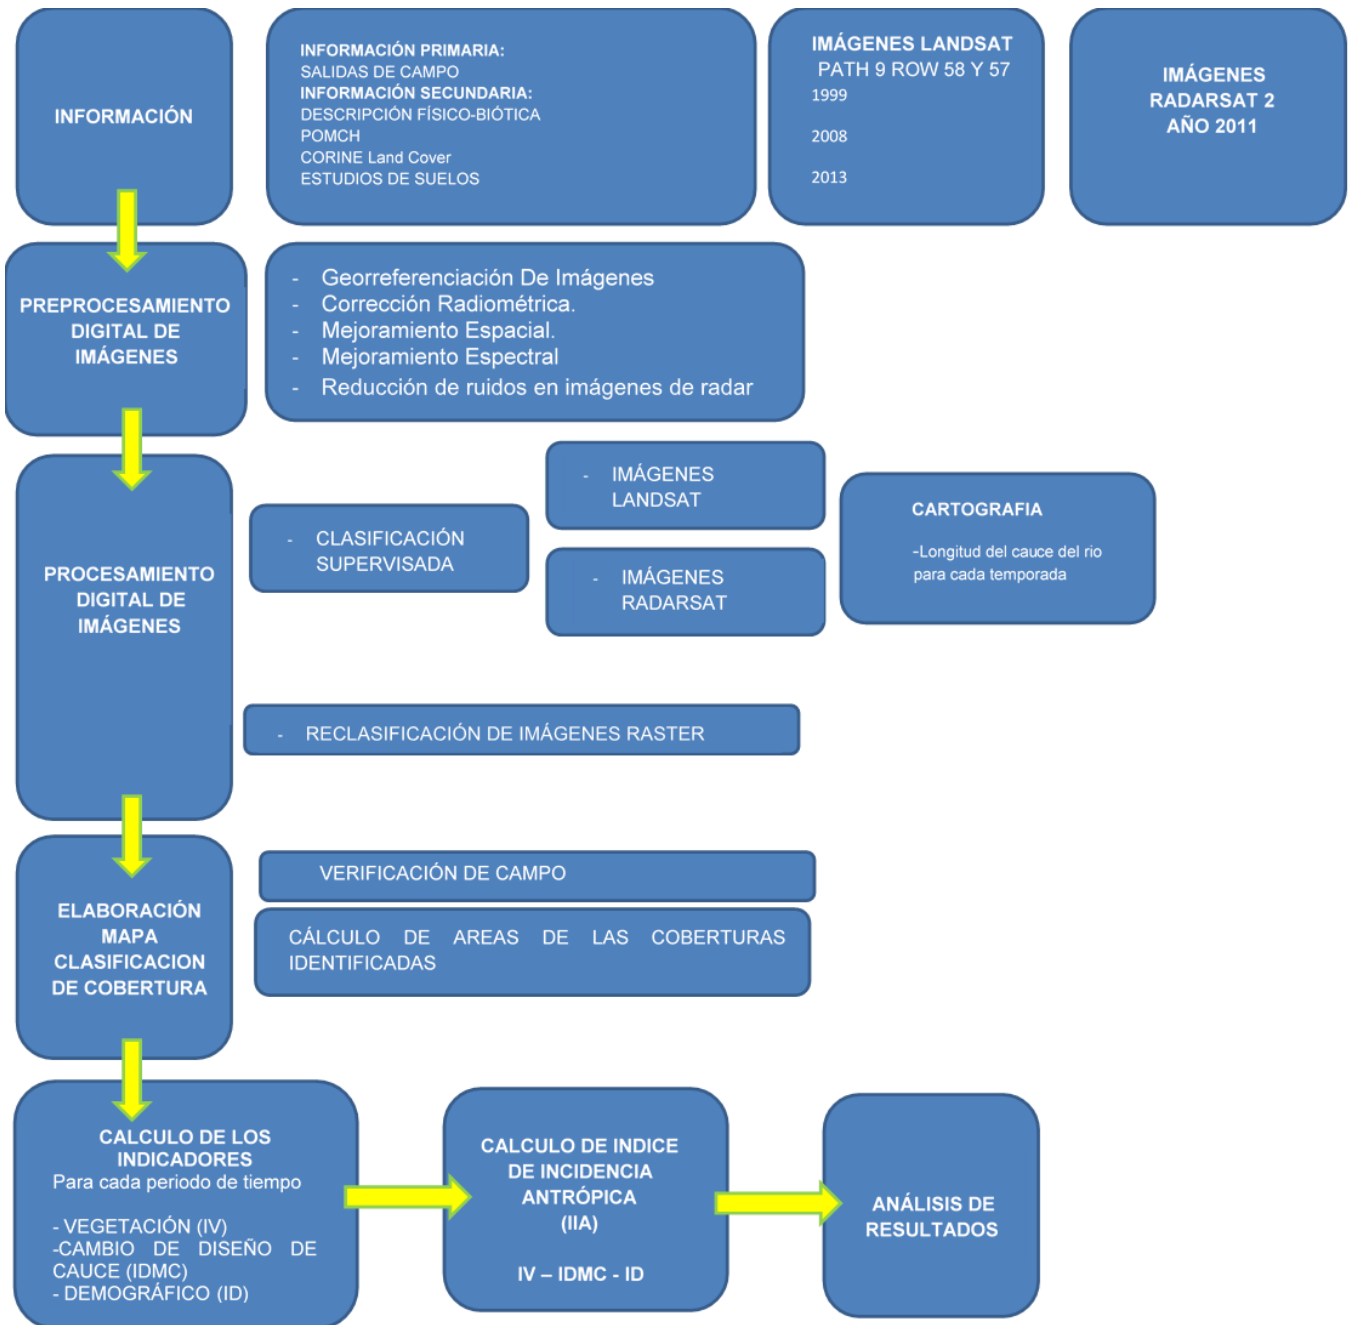 INFORMACIÓN
INFORMACIÓN PRIMARIA:
SALIDAS DE CAMPO
INFORMACIÓN SECUNDARIA:
DESCRIPCIÓN FÍSICO-BIÓTICA
POMCH
CORINE Land Cover
ESTUDIOS DE SUELOS
IMÁGENES LANDSAT
PATH 9 ROW 58 Y 57
1999
2008
2013
IMÁGENES
RADARSAT 2
AÑO 2011
PREPROCESAMIENTO
DIGITAL DE
IMÁGENES
- Georreferenciación De Imágenes
- Corrección Radiométrica.
- Mejoramiento Espacial.
- Mejoramiento Espectral
- Reducción de ruidos en imágenes de radar
PROCESAMIENTO
DIGITAL DE
IMÁGENES
- CLASIFICACIÓN
SUPERVISADA
- IMÁGENES
LANDSAT
- IMÁGENES
RADARSAT
CARTOGRAFIA
-Longitud del cauce del rio
para cada temporada
- RECLASIFICACIÓN DE IMÁGENES RASTER
ELABORACIÓN
MAPA
CLASIFICACION
DE COBERTURA
VERIFICACIÓN DE CAMPO
CÁLCULO DE AREAS DE LAS COBERTURAS
IDENTIFICADAS
CALCULO DE LOS
INDICADORES
Para cada periodo de tiempo
- VEGETACIÓN (IV)
-CAMBIO DE DISEÑO DE
CAUCE (IDMC)
- DEMOGRÁFICO (ID)
CALCULO DE INDICE
DE INCIDENCIA
ANTRÓPICA
(IIA)
IV – IDMC - ID
ANÁLISIS DE
RESULTADOS